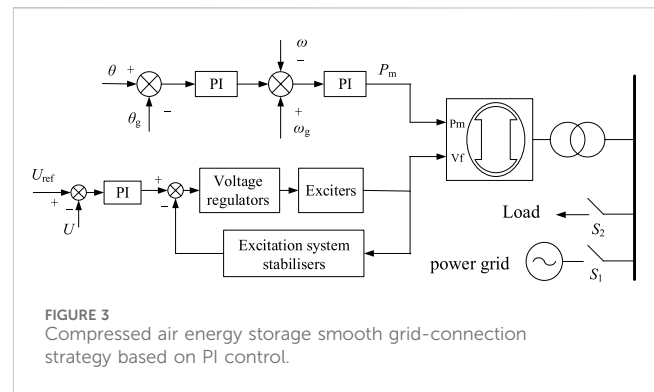 ω
−
θ + PI PI Pm
θg − +
ωg
Pm
Vf
Uref + − PI + − Voltage regulators Exciters
U
Excitation system stabilisers
Load
S2
power grid
S1
FIGURE 3
Compressed air energy storage smooth grid-connection
strategy based on PI control.